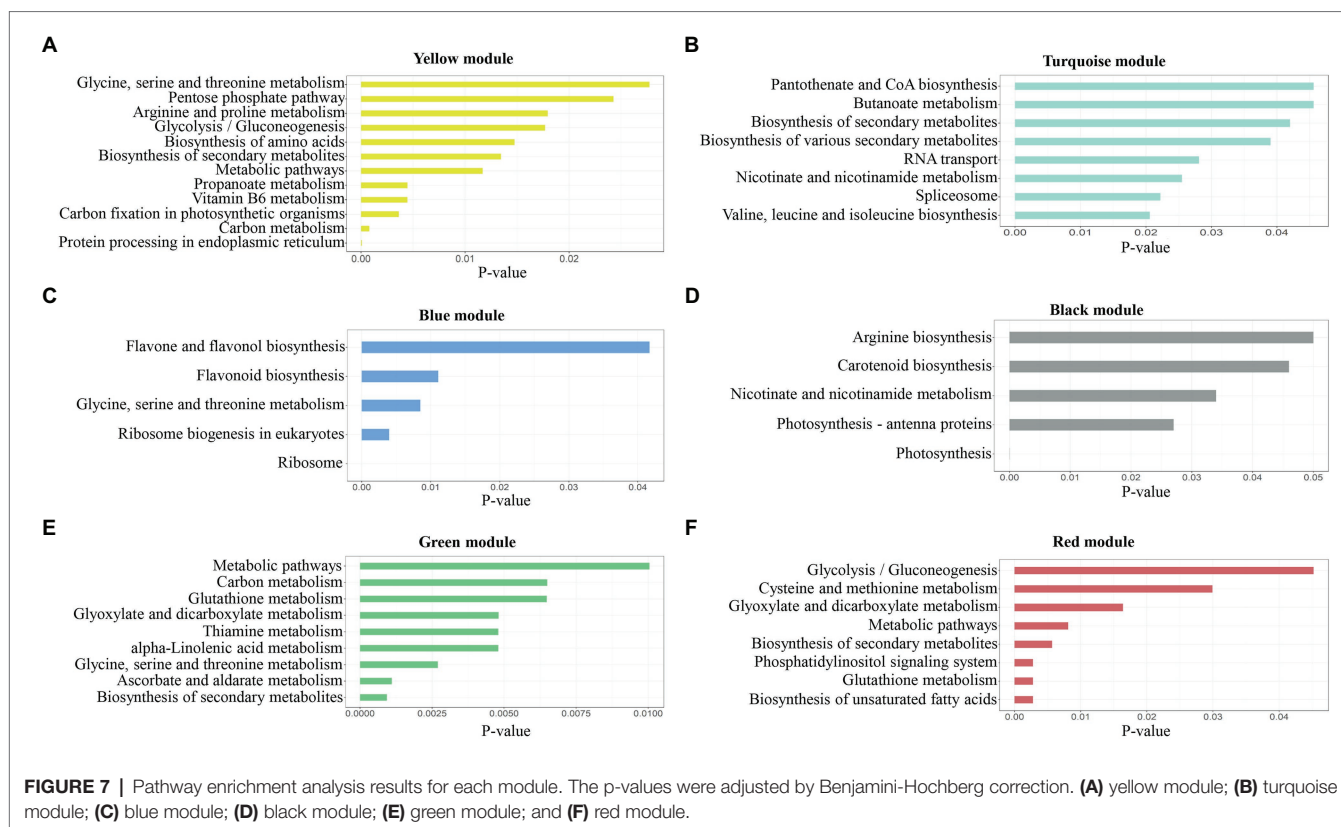 A
Yellow module
Glycine, serine and threonine metabolism
Pentose phosphate pathway
Arginine and proline metabolism
Glycolysis / Gluconeogenesis
Biosynthesis of amino acids
Biosynthesis of secondary metabolites
Metabolic pathways
Propanoate metabolism
Vitamin B6 metabolism
Carbon fixation in photosynthetic organisms
Carbon metabolism
Protein processing in endoplasmic reticulum
0.00 0.01 0.02
P-value
B
Turquoise module
Pantothenate and CoA biosynthesis
Butanoate metabolism
Biosynthesis of secondary metabolites
Biosynthesis of various secondary metabolites
RNA transport
Nicotinate and nicotinamide metabolism
Spliceosome
Valine, leucine and isoleucine biosynthesis
0.00 0.01 0.02 0.03 0.04
P-value
C
Blue module
Flavone and flavonol biosynthesis
Flavonoid biosynthesis
Glycine, serine and threonine metabolism
Ribosome biogenesis in eukaryotes
Ribosome
0.00 0.01 0.02 0.03 0.04
P-value
D
Black module
Arginine biosynthesis
Carotenoid biosynthesis
Nicotinate and nicotinamide metabolism
Photosynthesis - antenna proteins
Photosynthesis
0.00 0.01 0.02 0.03 0.04 0.05
P-value
E
Green module
Metabolic pathways
Carbon metabolism
Glutathione metabolism
Glyoxylate and dicarboxylate metabolism
Thiamine metabolism
alpha-Linolenic acid metabolism
Glycine, serine and threonine metabolism
Ascorbate and aldarate metabolism
Biosynthesis of secondary metabolites
0.0000 0.0025 0.0050 0.0075 0.0100
P-value
F
Red module
Glycolysis / Gluconeogenesis
Cysteine and methionine metabolism
Glyoxylate and dicarboxylate metabolism
Metabolic pathways
Biosynthesis of secondary metabolites
Phosphatidylinositol signaling system
Glutathione metabolism
Biosynthesis of unsaturated fatty acids
0.00 0.01 0.02 0.03 0.04
P-value
FIGURE 7 | Pathway enrichment analysis results for each module. The p-values were adjusted by Benjamini-Hochberg correction. (A) yellow module; (B) turquoise
module; (C) blue module; (D) black module; (E) green module; and (F) red module.